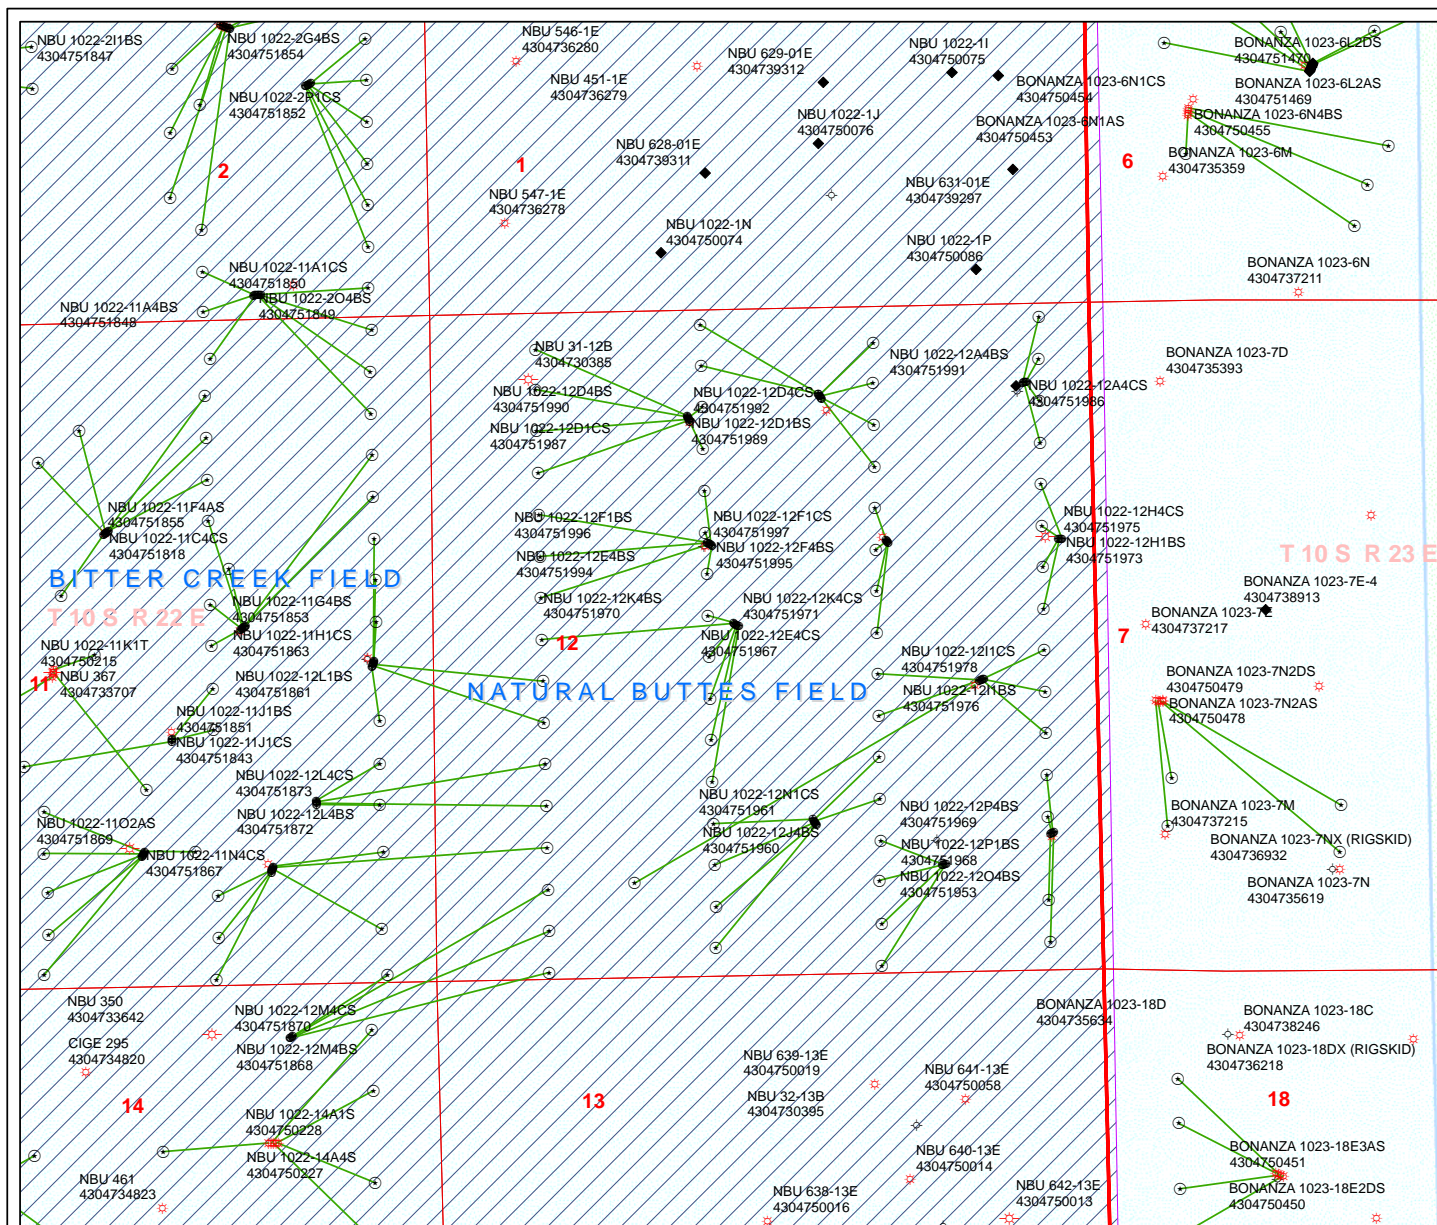 NBU 1022-2I1BS
4304751847
NBU 1022-2G4BS
4304751854
NBU 1022-2P1CS
4304751852
NBU 546-1E
4304736280
NBU 451-1E
4304736279
NBU 629-01E
4304739312
NBU 1022-1I
4304750075
BONANZA 1023-6N1CS
4304750454
BONANZA 1023-6L2DS
4304751470
BONANZA 1023-6L2AS
4304751469
BONANZA 1023-6N4BS
4304750455
NBU 1022-1J
4304750076
BONANZA 1023-6N1AS
4304750453
NBU 628-01E
4304739311
BONANZA 1023-6M
4304735359
2
1
6
NBU 547-1E
4304736278
NBU 631-01E
4304739297
NBU 1022-1N
4304750074
NBU 1022-1P
4304750086
BONANZA 1023-6N
4304737211
NBU 1022-11A1CS
4304751850
NBU 1022-2O4BS
4304751849
NBU 1022-11A4BS
4304751848
NBU 31-12B
4304730385
NBU 1022-12A4BS
4304751991
BONANZA 1023-7D
4304735393
NBU 1022-12D4BS
4304751990
NBU 1022-12D4CS
4304751992
NBU 1022-12A4CS
4304751986
NBU 1022-12D1CS
4304751987
NBU 1022-12D1BS
4304751989
NBU 1022-11F4AS
4304751855
NBU 1022-11C4CS
4304751818
NBU 1022-12F1BS
4304751996
NBU 1022-12F1CS
4304751997
NBU 1022-12F4BS
4304751995
NBU 1022-12H4CS
4304751975
NBU 1022-12H1BS
4304751973
NBU 1022-12E4BS
4304751994
T 10 S R 23 E
BITTER CREEK FIELD
T 10 S R 22 E
BONANZA 1023-7E-4
4304738913
NBU 1022-11G4BS
4304751853
NBU 1022-12K4BS
4304751970
NBU 1022-12K4CS
4304751971
BONANZA 1023-7E
4304737217
NBU 1022-11H1CS
4304751863
12
7
NBU 1022-12E4CS
4304751967
NBU 1022-11K1T
4304750215
NBU 367
4304733707
11
NBU 1022-12L1BS
4304751861
NBU 1022-12I1CS
4304751978
BONANZA 1023-7N2DS
4304750479
BONANZA 1023-7N2AS
4304750478
NATURAL BUTTES FIELD
NBU 1022-12I1BS
4304751976
NBU 1022-11J1BS
4304751851
NBU 1022-11J1CS
4304751843
NBU 1022-12L4CS
4304751873
NBU 1022-12L4BS
4304751872
NBU 1022-12N1CS
4304751961
NBU 1022-12P4BS
4304751969
BONANZA 1023-7M
4304737215
NBU 1022-11O2AS
4304751869
NBU 1022-12J4BS
4304751960
NBU 1022-12P1BS
4304751968
BONANZA 1023-7NX (RIGSKID)
4304736932
NBU 1022-11N4CS
4304751867
NBU 1022-12O4BS
4304751953
BONANZA 1023-7N
4304735619
NBU 350
4304733642
NBU 1022-12M4CS
4304751870
BONANZA 1023-18D
4304735634
BONANZA 1023-18C
4304738246
CIGE 295
4304734820
NBU 1022-12M4BS
4304751868
NBU 639-13E
4304750019
NBU 641-13E
4304750058
BONANZA 1023-18DX (RIGSKID)
4304736218
14
13
NBU 32-13B
4304730395
18
NBU 1022-14A1S
4304750228
NBU 1022-14A4S
4304750227
NBU 640-13E
4304750014
BONANZA 1023-18E3AS
4304750451
NBU 461
4304734823
NBU 638-13E
4304750016
NBU 642-13E
4304750013
BONANZA 1023-18E2DS
4304750450